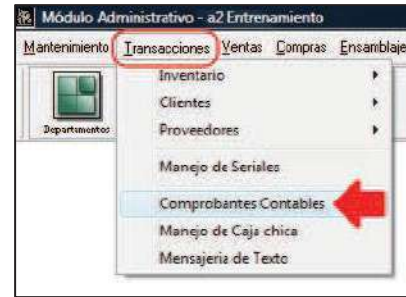 Módulo Administrativo - a2 Entrenamiento
Mantenimiento Transacciones Ventas Compras Ensamblaje
Departamentos
Inventario
Clientes
Proveedores
Manejo de Seriales
Comprobantes Contables
Manejo de Caja chica
Mensajeria de Texto